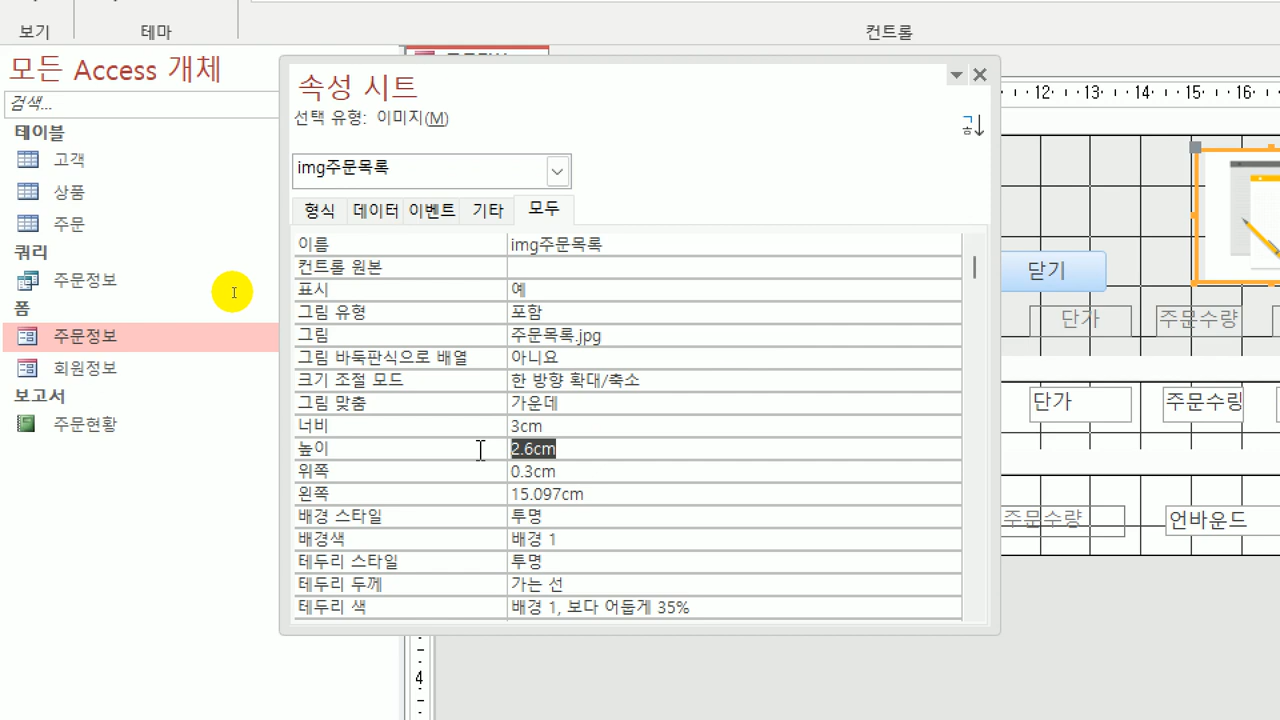 보기
테마
컨트롤
모든 Access 개체
검색...
테이블
고객
상품
주문
쿼리
주문정보
폼
주문정보
회원정보
보고서
주문현황
속성 시트
선택 유형: 이미지(M)
img주문목록
형식
데이터
이벤트
기타
모두
이름 img주문목록
컨트롤 원본
표시 예
그림 유형 포함
그림 주문목록.jpg
그림 바둑판식으로 배열 아니요
크기 조절 모드 한 방향 확대/축소
그림 맞춤 가운데
너비 3cm
높이 2.6cm
위쪽 0.3cm
왼쪽 15.097cm
배경 스타일 투명
배경색 배경 1
테두리 스타일 투명
테두리 두께 가는 선
테두리 색 배경 1, 보다 어둡게 35%
12 13 14 15 16
닫기
단가 주문수량
단가 주문수량
주문수량 언바운드
4